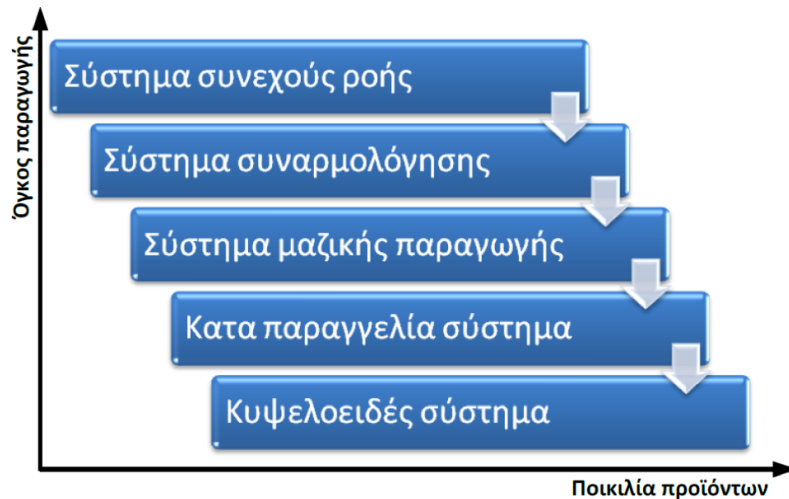 Όγκος παραγωγής
Σύστημα συνεχούς ροής
Σύστημα συναρμολόγησης
Σύστημα μαζικής παραγωγής
Κατα παραγγελία σύστημα
Κυψελοειδές σύστημα
Ποικιλία προϊόντων